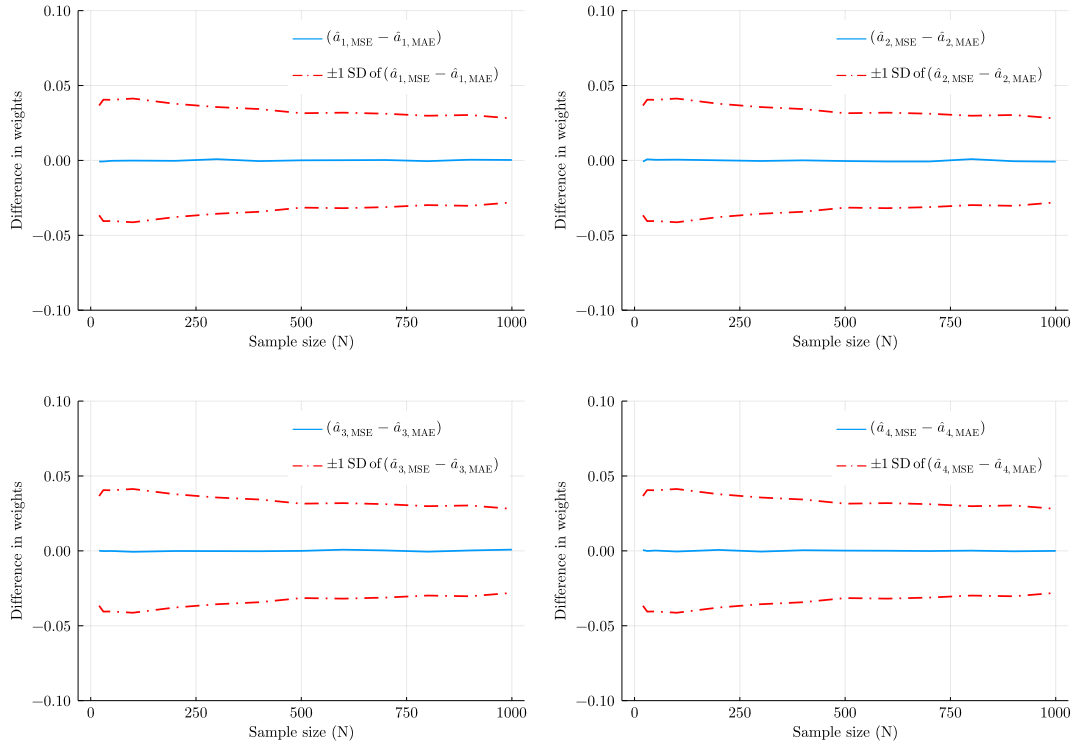 0.10
0.05
0.00
−0.05
−0.10
Difference in weights
(â1,MSE − â1,MAE)
±1 SD of (â1,MSE − â1,MAE)
0 250 500 750 1000
Sample size (N)
0.10
0.05
0.00
−0.05
−0.10
Difference in weights
(â2,MSE − â2,MAE)
±1 SD of (â2,MSE − â2,MAE)
0 250 500 750 1000
Sample size (N)
0.10
0.05
0.00
−0.05
−0.10
Difference in weights
(â3,MSE − â3,MAE)
±1 SD of (â3,MSE − â3,MAE)
0 250 500 750 1000
Sample size (N)
0.10
0.05
0.00
−0.05
−0.10
Difference in weights
(â4,MSE − â4,MAE)
±1 SD of (â4,MSE − â4,MAE)
0 250 500 750 1000
Sample size (N)